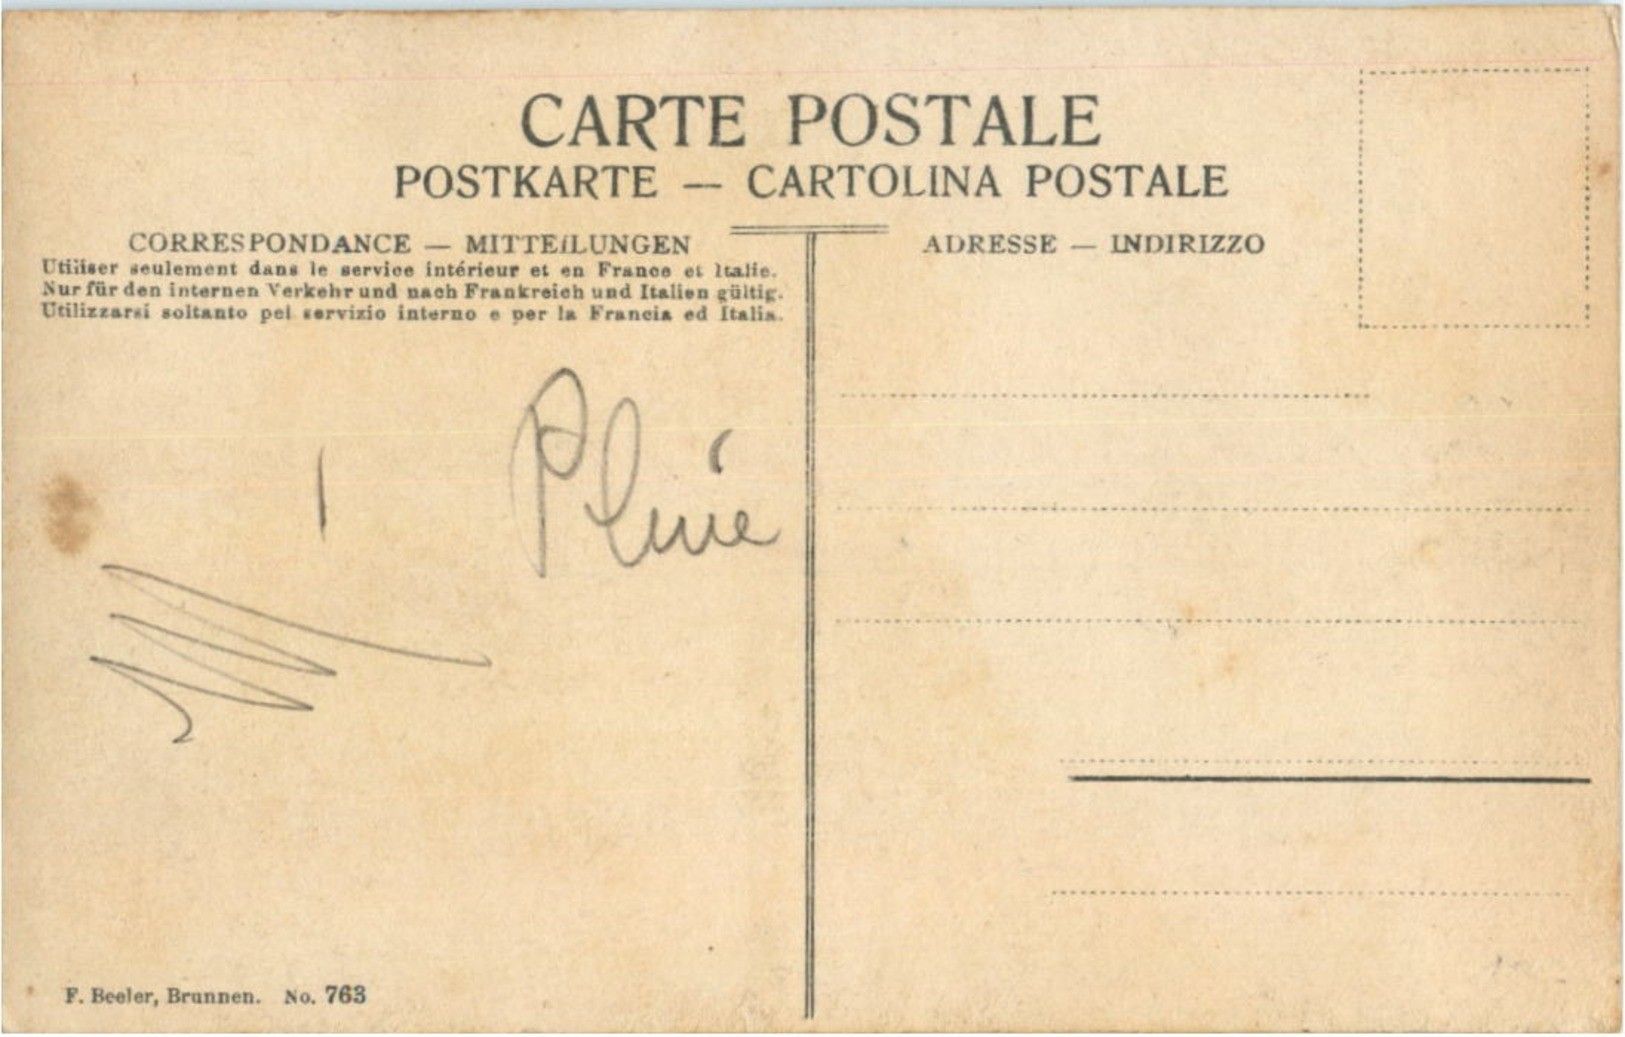 CARTE POSTALE
POSTKARTE — CARTOLINA POSTALE
CORRESPONDANCE — MITTEILUNGEN
Utiliser seulement dans le service intérieur et en France et Italie.
Nur für den internen Verkehr und nach Frankreich und Italien gültig.
Utilizzarsi soltanto pel servizio interno e per la Francia ed Italia.
ADRESSE — INDIRIZZO
Pluie
F. Beeler, Brunnen. No. 763